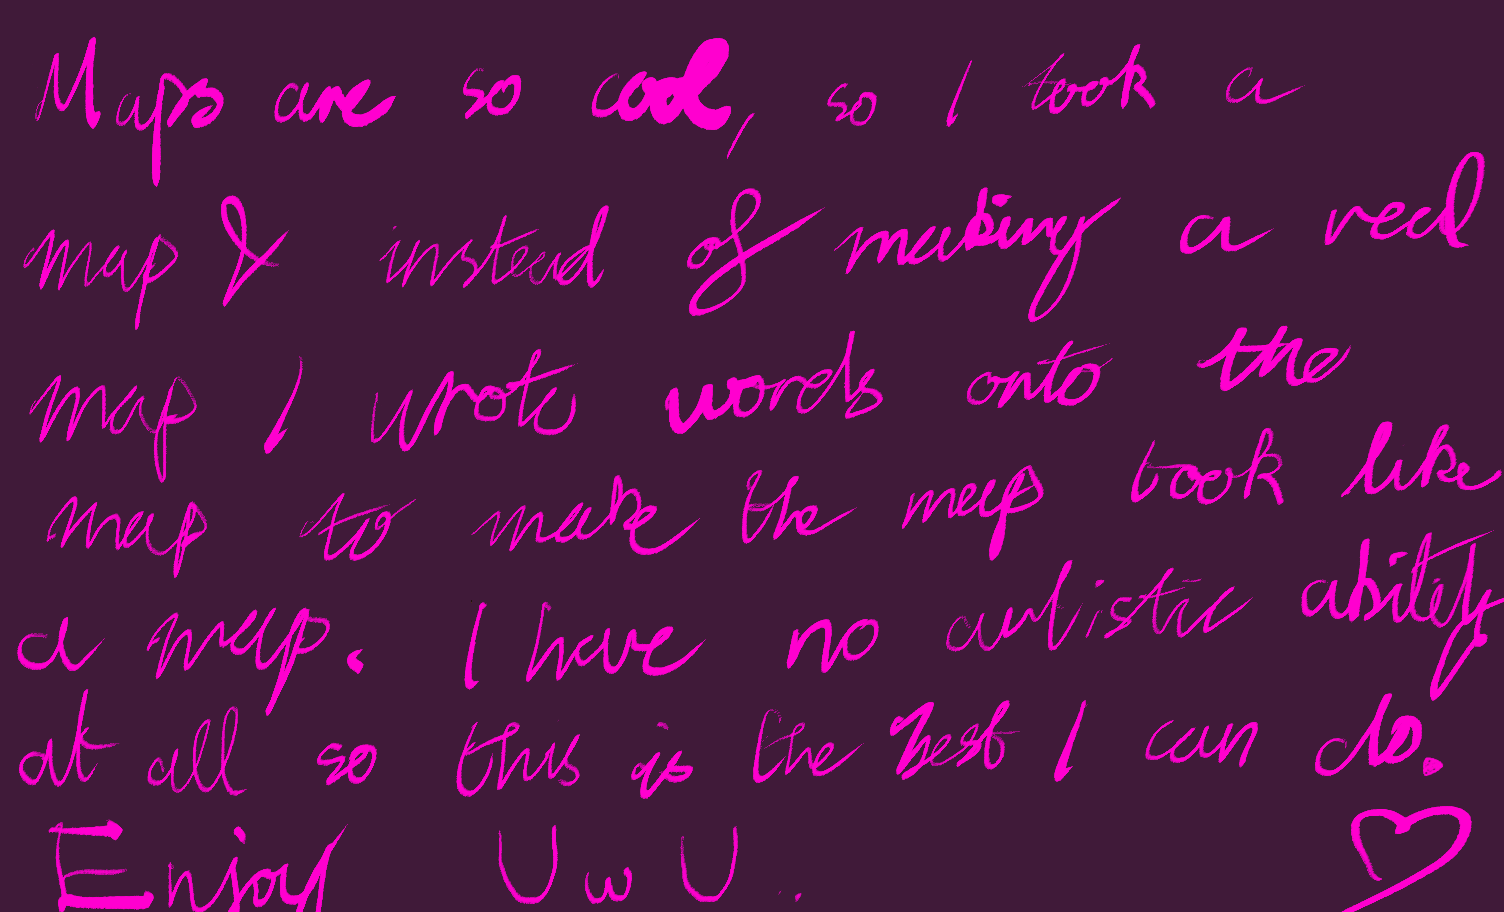 Maps are so cool, so I took a
map & instead of making a real
map I wrote words onto the
map to make the map look like
a map. I have no autistic ability
at all so this is the best I can do.
Enjoy UwU.